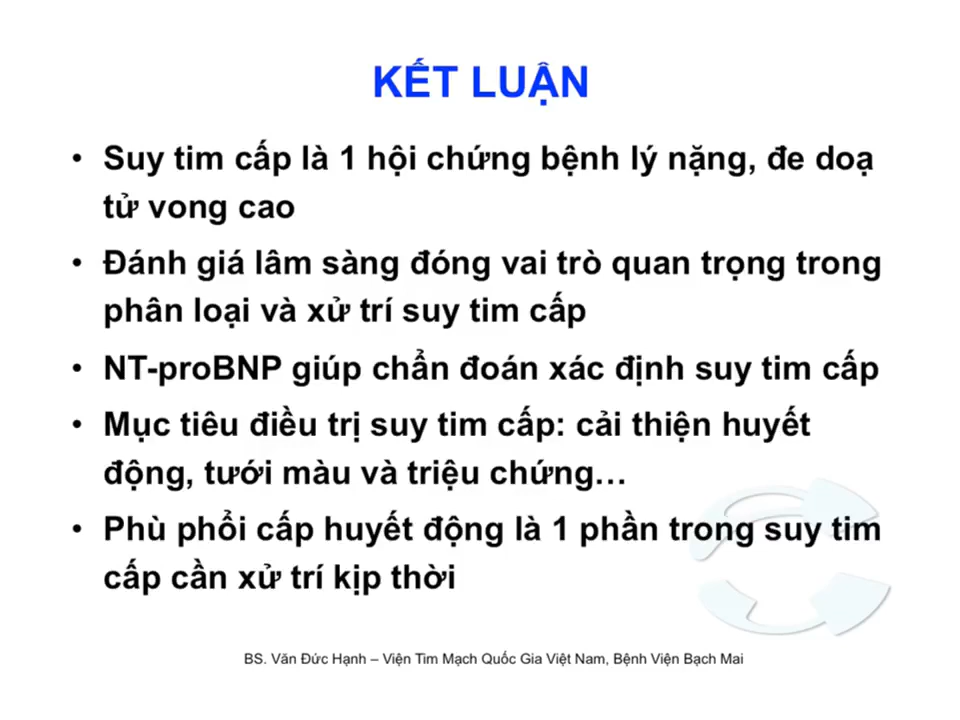 KẾT LUẬN
• Suy tim cấp là 1 hội chứng bệnh lý nặng, đe doạ
tử vong cao
• Đánh giá lâm sàng đóng vai trò quan trọng trong
phân loại và xử trí suy tim cấp
• NT-proBNP giúp chẩn đoán xác định suy tim cấp
• Mục tiêu điều trị suy tim cấp: cải thiện huyết
động, tưới màu và triệu chứng…
• Phù phổi cấp huyết động là 1 phần trong suy tim
cấp cần xử trí kịp thời
BS. Văn Đức Hạnh – Viện Tim Mạch Quốc Gia Việt Nam, Bệnh Viện Bạch Mai